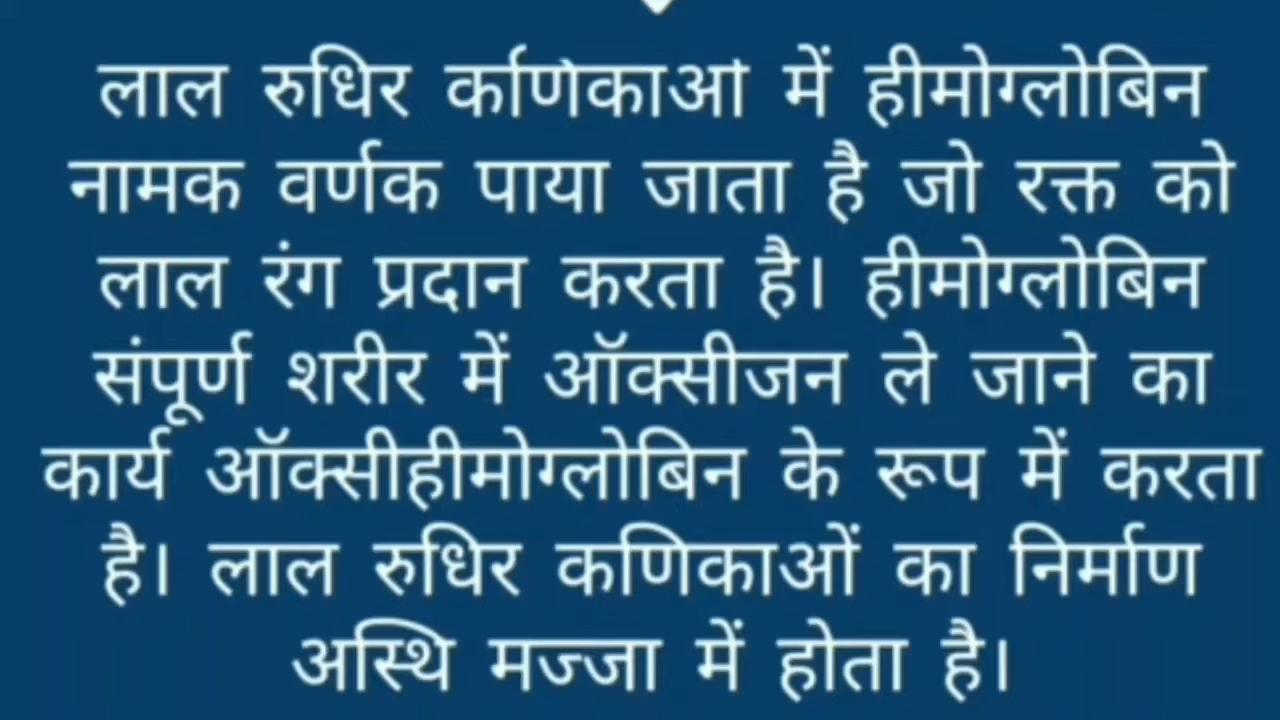 लाल रुधिर कणिकाओं में हीमोग्लोबिन
नामक वर्णक पाया जाता है जो रक्त को
लाल रंग प्रदान करता है। हीमोग्लोबिन
संपूर्ण शरीर में ऑक्सीजन ले जाने का
कार्य ऑक्सीहीमोग्लोबिन के रूप में करता
है। लाल रुधिर कणिकाओं का निर्माण
अस्थि मज्जा में होता है।